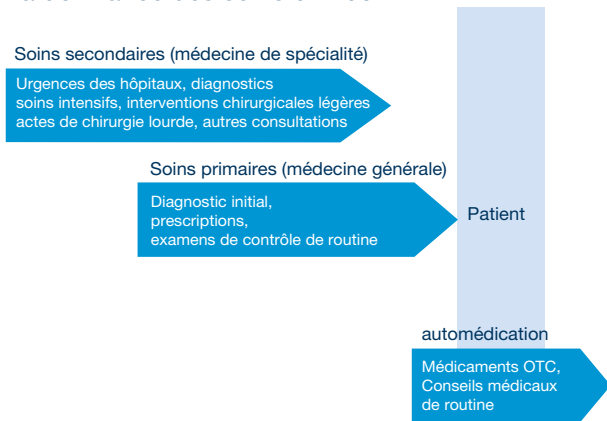 Soins secondaires (médecine de spécialité)
Urgences des hôpitaux, diagnostics
soins intensifs, interventions chirurgicales légères
actes de chirurgie lourde, autres consultations
Soins primaires (médecine générale)
Diagnostic initial,
prescriptions,
examens de contrôle de routine
Patient
automédication
Médicaments OTC,
Conseils médicaux
de routine